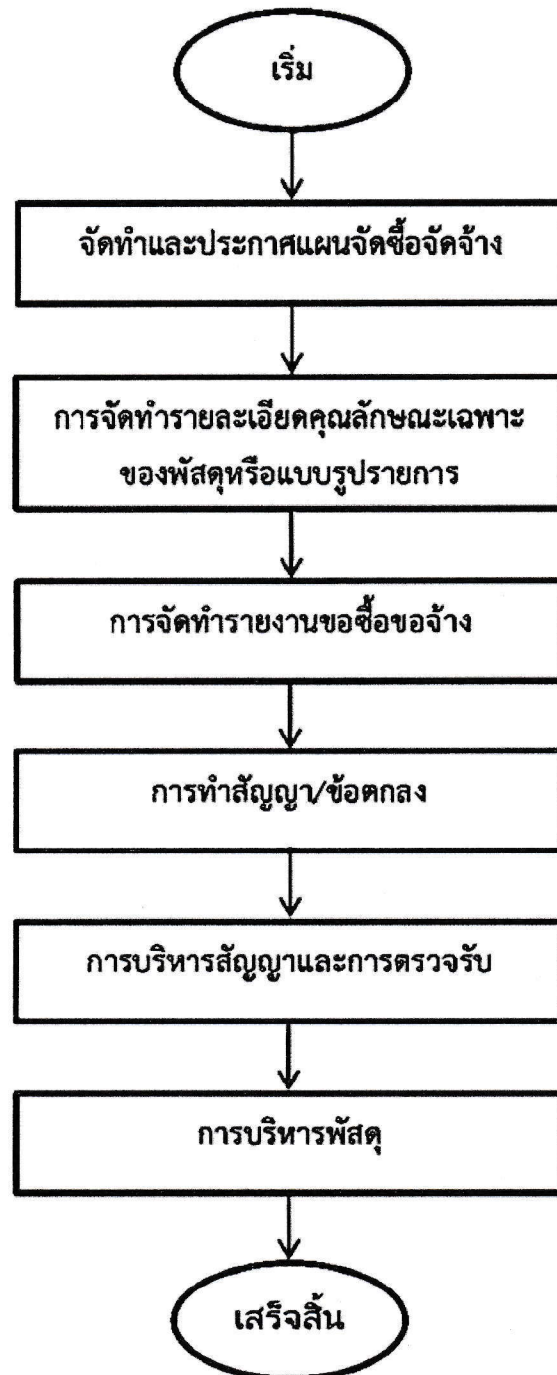 เริ่ม
จัดทำและประกาศแผนจัดซื้อจัดจ้าง
การจัดทำรายละเอียดคุณลักษณะเฉพาะ
ของพัสดุหรือแบบรูปรายการ
การจัดทำรายงานขอซื้อขอจ้าง
การทำสัญญา/ข้อตกลง
การบริหารสัญญาและการตรวจรับ
การบริหารพัสดุ
เสร็จสิ้น